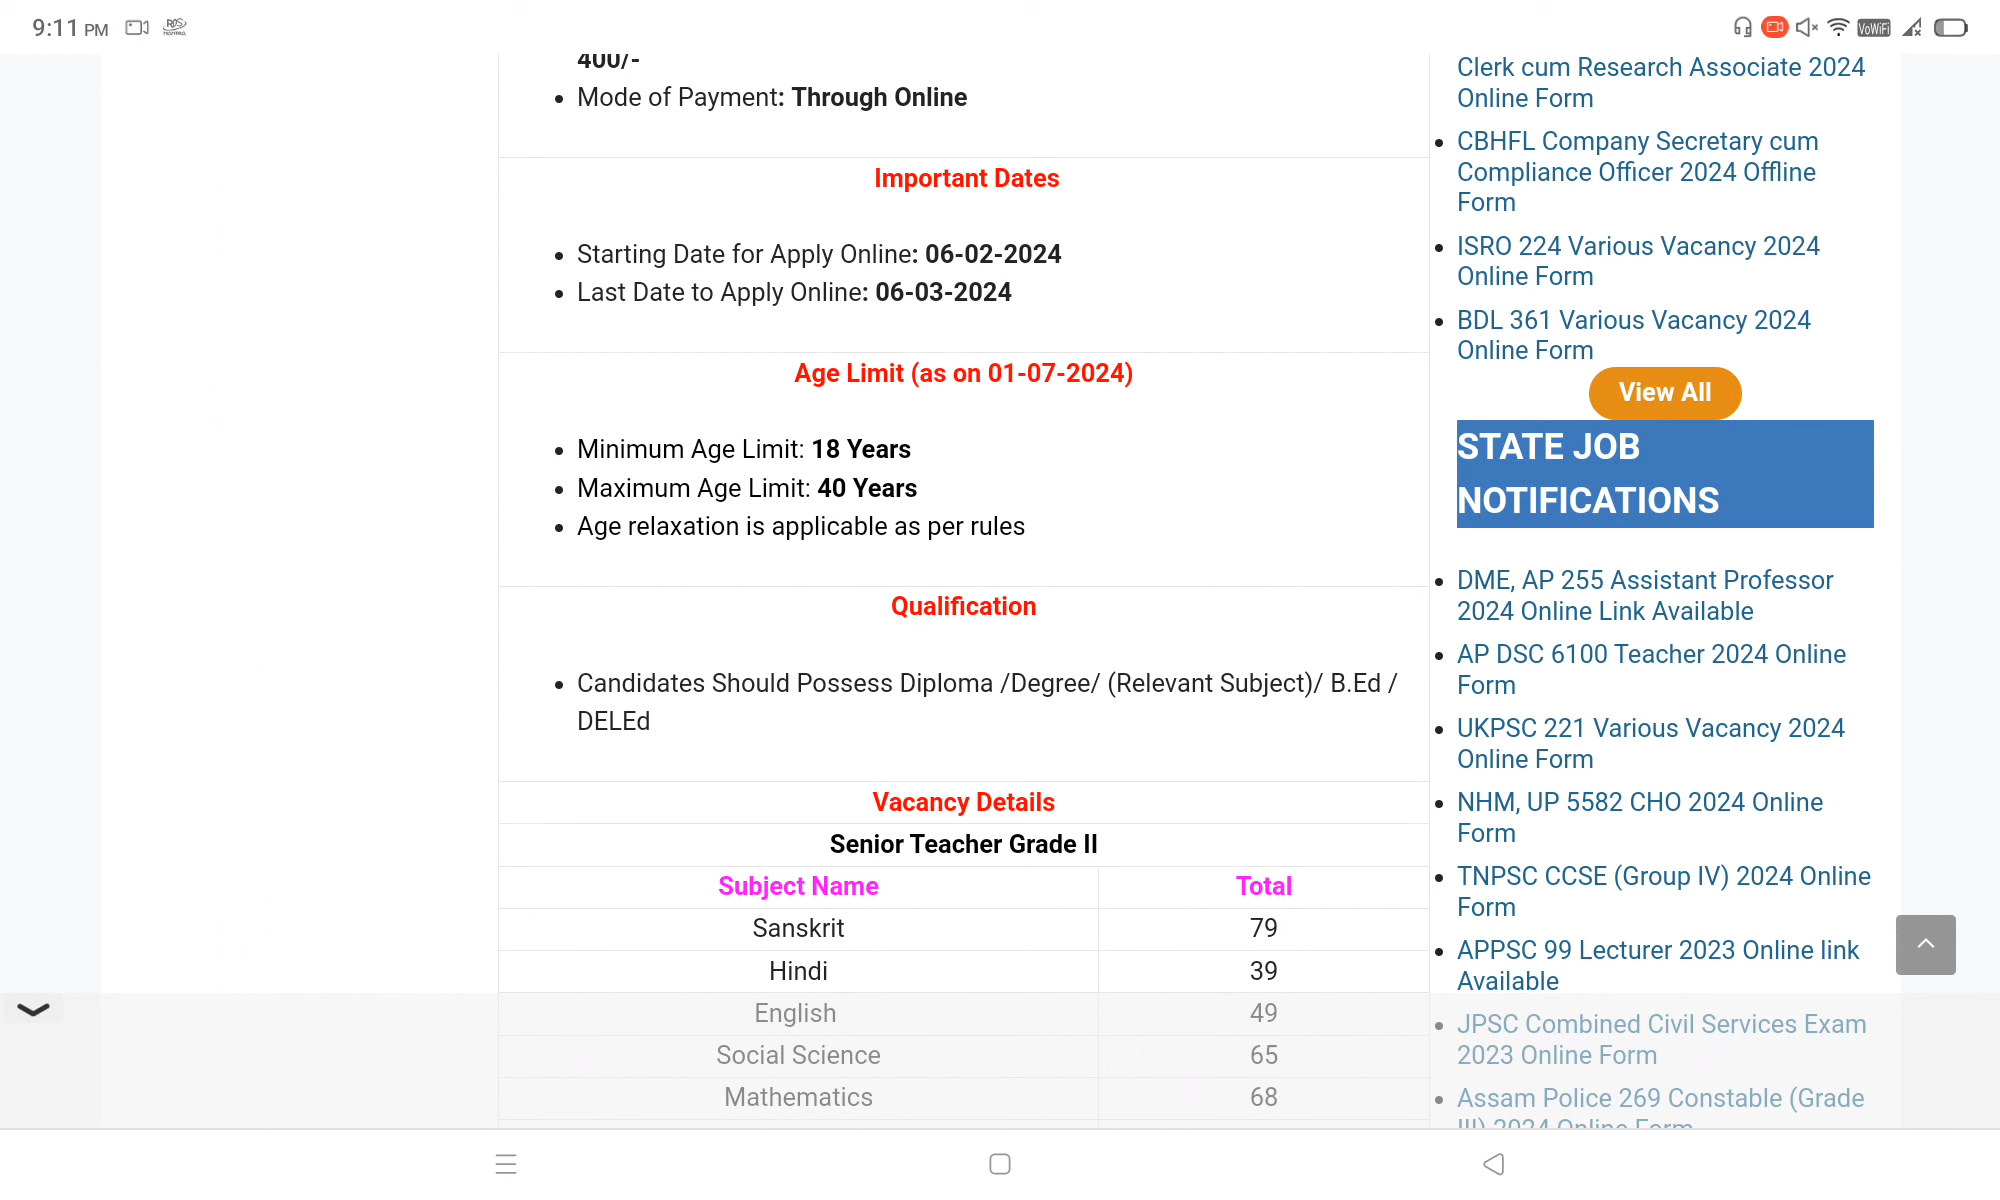 9:11 PM
VoWiFi
400/-
Mode of Payment: Through Online
Important Dates
Starting Date for Apply Online: 06-02-2024
Last Date to Apply Online: 06-03-2024
Age Limit (as on 01-07-2024)
Minimum Age Limit: 18 Years
Maximum Age Limit: 40 Years
Age relaxation is applicable as per rules
Qualification
Candidates Should Possess Diploma /Degree/ (Relevant Subject)/ B.Ed /
DELEd
Vacancy Details
Senior Teacher Grade II
Subject Name Total
Sanskrit 79
Hindi 39
English 49
Social Science 65
Mathematics 68
Clerk cum Research Associate 2024
Online Form
CBHFL Company Secretary cum
Compliance Officer 2024 Offline
Form
ISRO 224 Various Vacancy 2024
Online Form
BDL 361 Various Vacancy 2024
Online Form
View All
STATE JOB
NOTIFICATIONS
DME, AP 255 Assistant Professor
2024 Online Link Available
AP DSC 6100 Teacher 2024 Online
Form
UKPSC 221 Various Vacancy 2024
Online Form
NHM, UP 5582 CHO 2024 Online
Form
TNPSC CCSE (Group IV) 2024 Online
Form
APPSC 99 Lecturer 2023 Online link
Available
JPSC Combined Civil Services Exam
2023 Online Form
Assam Police 269 Constable (Grade
III) 2024 Online Form